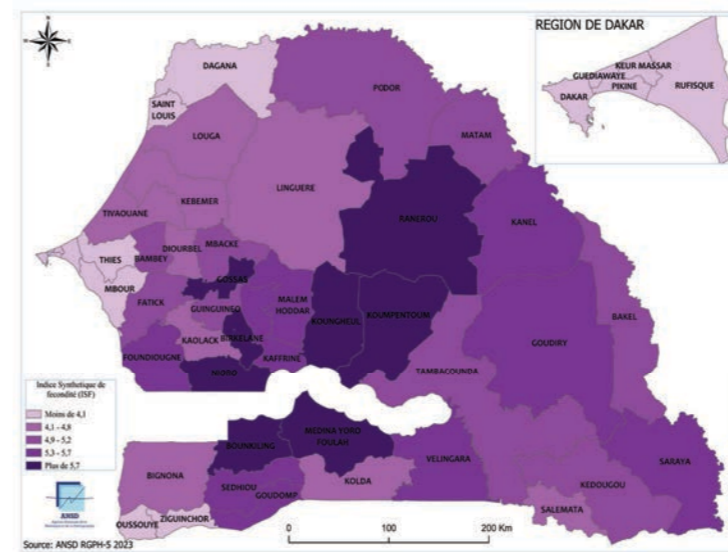 REGION DE DAKAR
KEUR MASSAR
GUEDIAWAYE
RUFISQUE
PIKINE
DAKAR
DAGANA
PODOR
SAINT
LOUIS
LOUGA
MATAM
LINGUERE
KEBEMER
RANEROU
KANEL
TIVAOUANE
MBACKE
DIOURBEL
THIES
BAMBEY
GOSSAS
MBOUR
MALEM
HODDAR
FATICK
GUINGUINEO
KOUNGHEUL
KOUMPENTOUM
BAKEL
KAOLACK
BIRKELANE
GOUDIRY
FOUNDIOUGNE
KAFFRINE
NIORO
TAMBACOUNDA
Indice Synthetique de
fecondité (ISF)
Moins de 4,1
4,1 - 4,8
4,9 - 5,2
5,3 - 5,7
Plus de 5,7
MEDINA YORO
FOULAH
BOUNKILING
VELINGARA
SARAYA
BIGNONA
SEDHIOU
KOLDA
KEDOUGOU
GOUDOMP
SALEMATA
ZIGUINCHOR
OUSSOUYE
ANSD
0 100 200 Km
Source: ANSD RGPH-5 2023